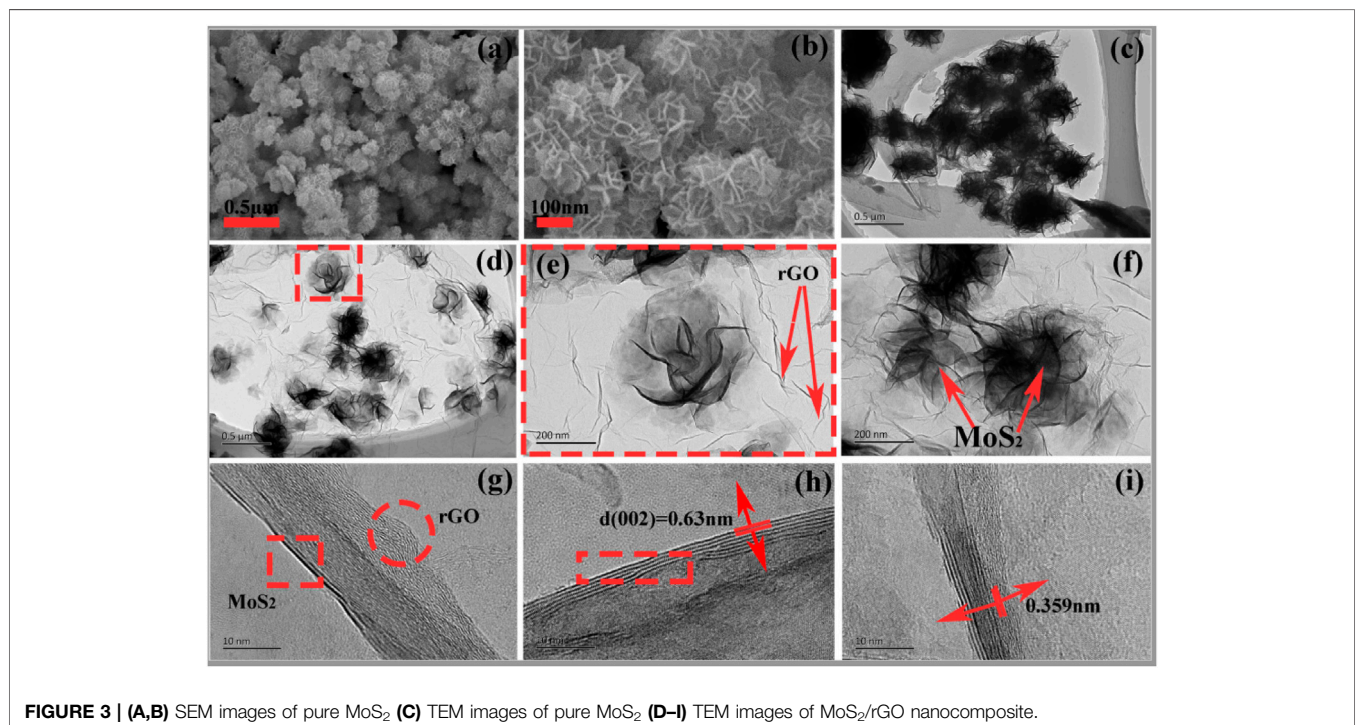 (a)
0.5μm
(b)
100nm
(c)
0.5 μm
(d)
0.5 μm
(e)
rGO
200 nm
(f)
MoS₂
200 nm
(g)
rGO
MoS₂
10 nm
(h)
d(002)=0.63nm
(i)
0.359nm
10 nm
FIGURE 3 | (A,B) SEM images of pure MoS₂ (C) TEM images of pure MoS₂ (D–I) TEM images of MoS₂/rGO nanocomposite.